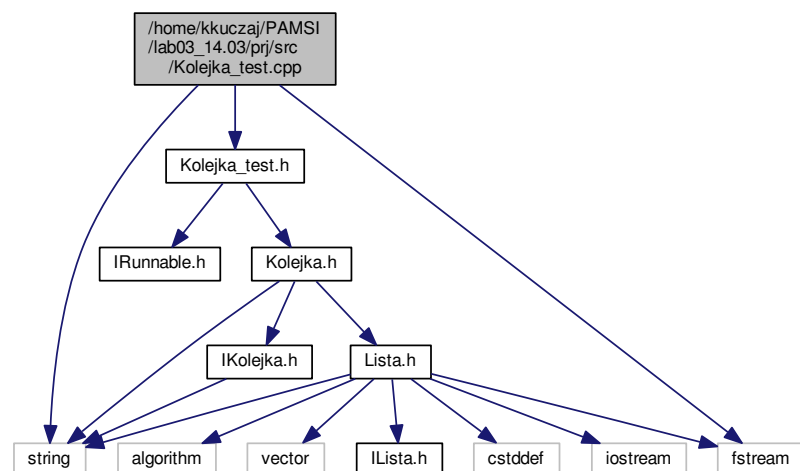 /home/kkuczaj/PAMSI
/lab03_14.03/prj/src
/Kolejka_test.cpp
Kolejka_test.h
IRunnable.h
Kolejka.h
IKolejka.h
Lista.h
string
algorithm
vector
ILista.h
cstddef
iostream
fstream